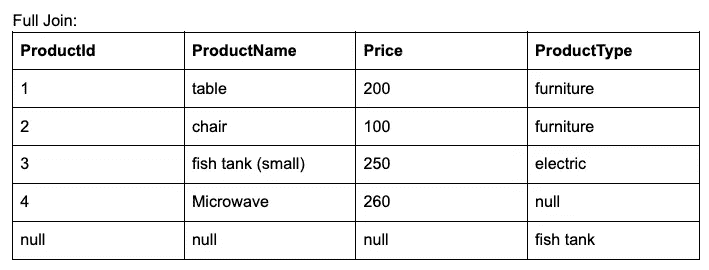 Full Join:
ProductId ProductName Price ProductType
1 table 200 furniture
2 chair 100 furniture
3 fish tank (small) 250 electric
4 Microwave 260 null
null null null fish tank